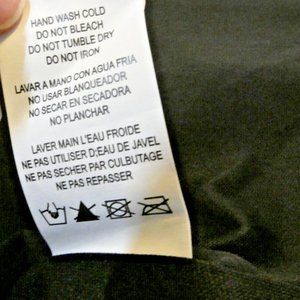 HAND WASH COLD
DO NOT BLEACH
DO NOT TUMBLE DRY
DO NOT IRON
LAVAR A MANO CON AGUA FRIA
NO USAR BLANQUEADOR
NO SECAR EN SECADORA
NO PLANCHAR
LAVER MAIN L'EAU FROIDE
NE PAS UTILISER D;EAU DE JAVEL
NE PAS SECHER PAR CULBUTAGE
NE PAS REPASSER